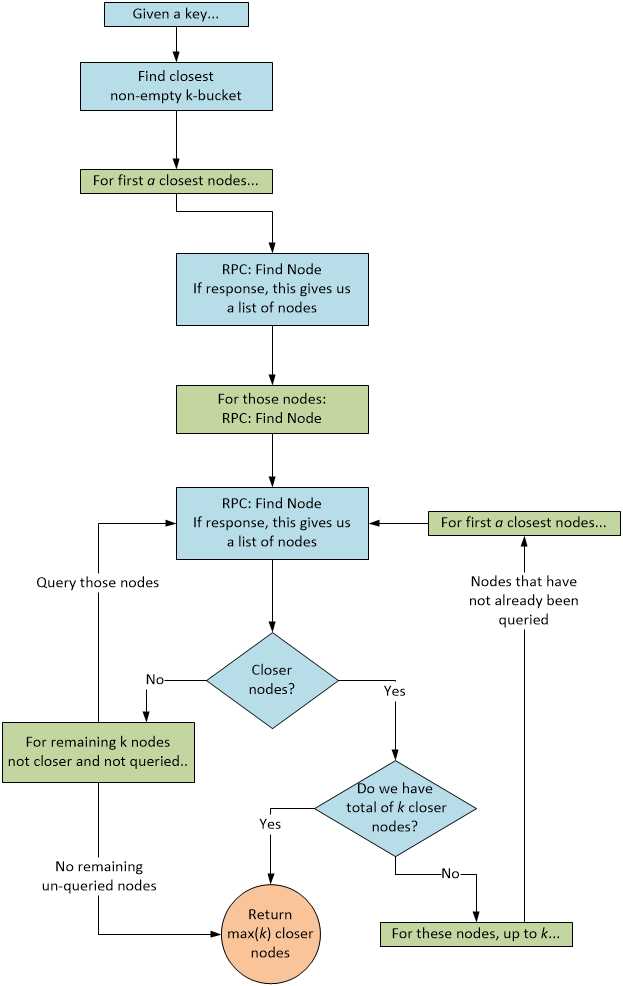 Given a key...
Find closest
non-empty k-bucket
For first a closest nodes...
RPC: Find Node
If response, this gives us
a list of nodes
For those nodes:
RPC: Find Node
RPC: Find Node
If response, this gives us
a list of nodes
For first a closest nodes...
Query those nodes
Nodes that have
not already been
queried
Closer
nodes?
No
Yes
For remaining k nodes
not closer and not queried..
Do we have
total of k closer
nodes?
Yes
No
No remaining
un-queried nodes
Return
max(k) closer
nodes
For these nodes, up to k...